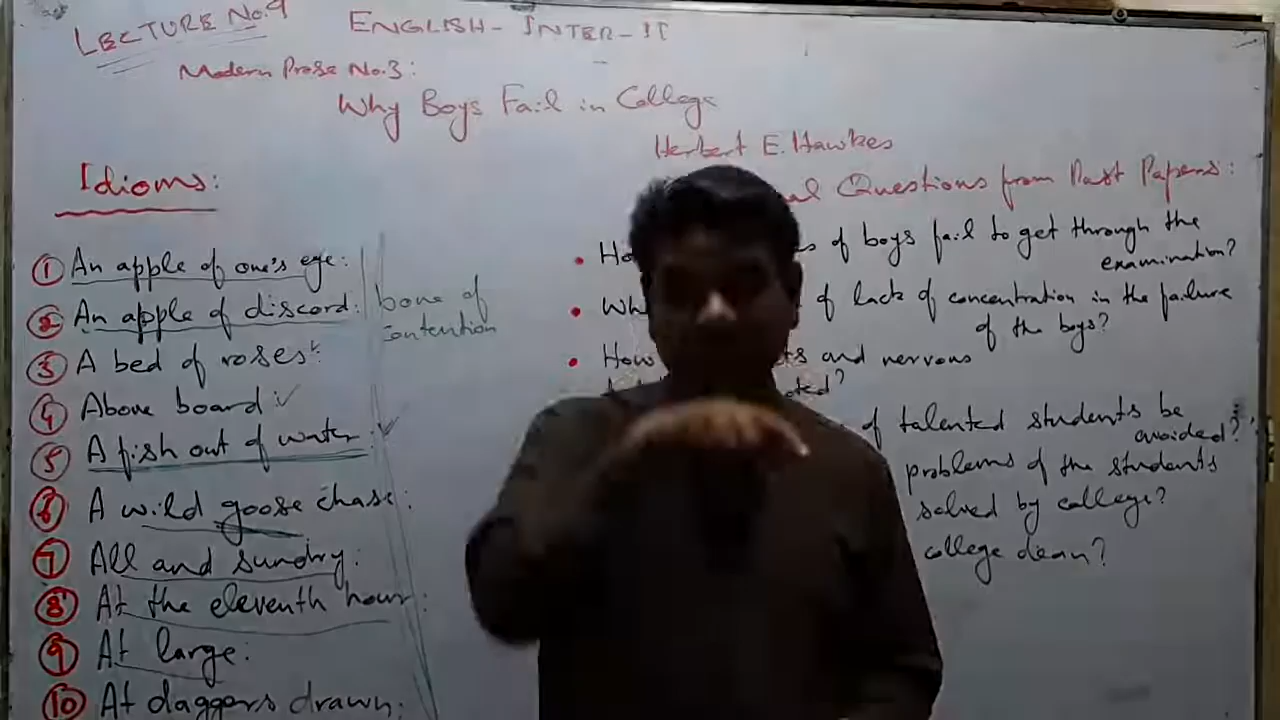 LECTURE No.9
ENGLISH - INTER - II
Modern Prose No.3:
Why Boys Fail in College
Herbert E. Hawkes
Idioms:
① An apple of one's eye:
② An apple of discord:
bone of
contention
③ A bed of roses:
④ Above board:
⑤ A fish out of water:
⑥ A wild goose chase:
⑦ All and sundry:
⑧ At the eleventh hour:
⑨ At large:
⑩ At daggers drawn:
Questions from Past Papers:
of boys fail to get through the
examination?
of lack of concentration in the failure
of the boys?
• How and nervous
of talented students be
avoided?
problems of the students
solved by college?
college dean?